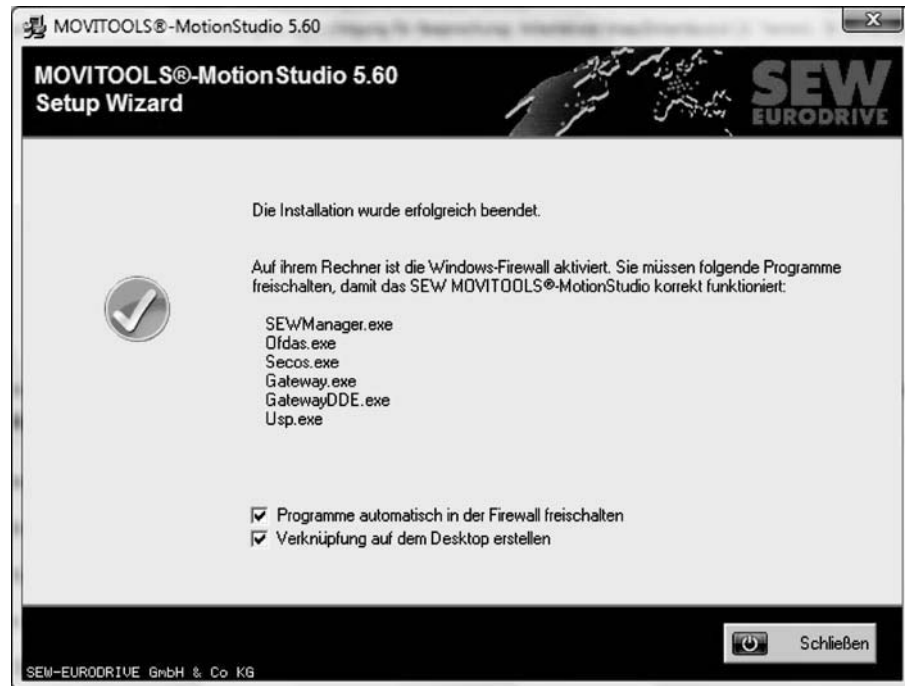 MOVITOOLS®-MotionStudio 5.60
MOVITOOLS®-MotionStudio 5.60
Setup Wizard
SEW
EURODRIVE
Die Installation wurde erfolgreich beendet.
Auf ihrem Rechner ist die Windows-Firewall aktiviert. Sie müssen folgende Programme
freischalten, damit das SEW MOVITOOLS®-MotionStudio korrekt funktioniert:
SEWManager.exe
Ofdas.exe
Secos.exe
Gateway.exe
GatewayDDE.exe
Usp.exe
Programme automatisch in der Firewall freischalten
Verknüpfung auf dem Desktop erstellen
Schließen
SEW-EURODRIVE GmbH & Co KG